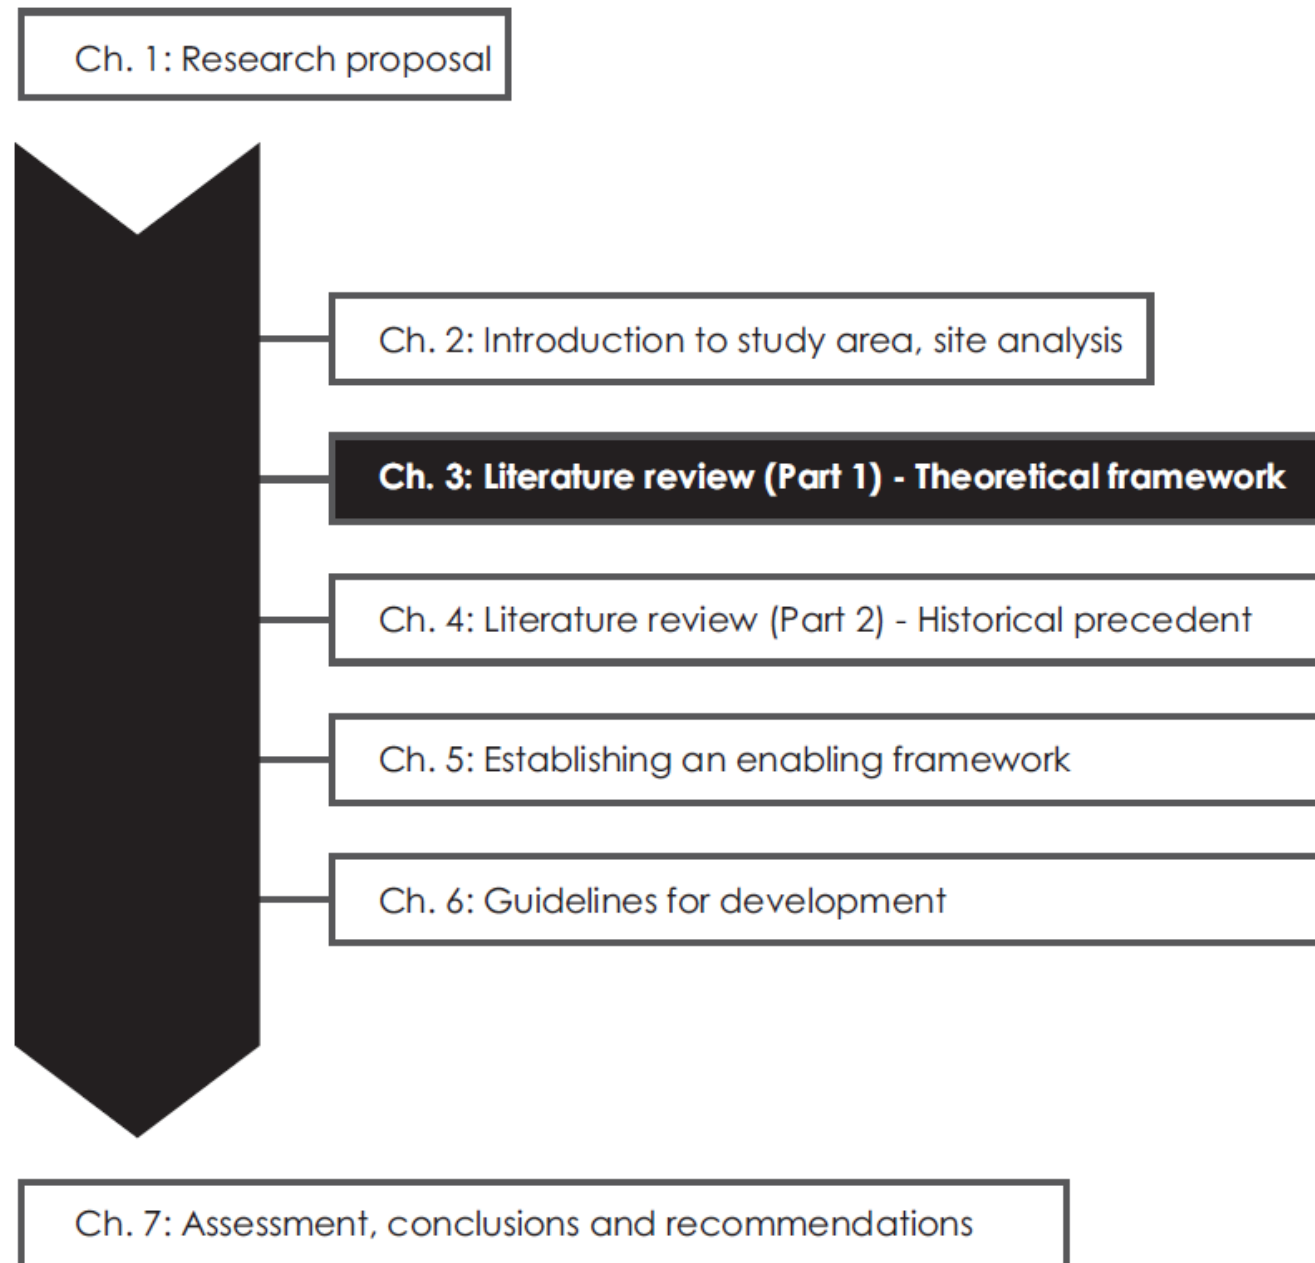 Ch. 1: Research proposal
Ch. 2: Introduction to study area, site analysis
Ch. 3: Literature review (Part 1) - Theoretical framework
Ch. 4: Literature review (Part 2) - Historical precedent
Ch. 5: Establishing an enabling framework
Ch. 6: Guidelines for development
Ch. 7: Assessment, conclusions and recommendations